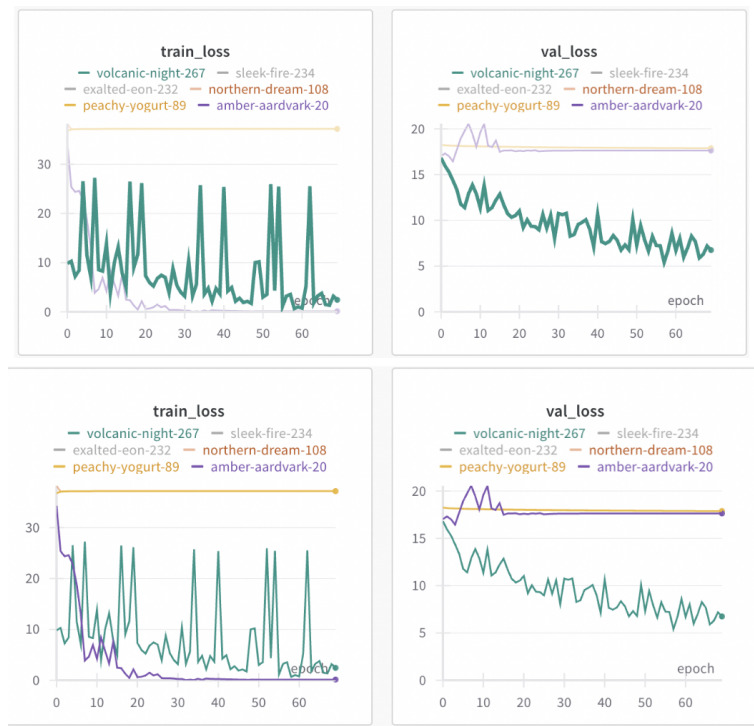 train_loss
volcanic-night-267 sleek-fire-234
exalted-eon-232 northern-dream-108
peachy-yogurt-89 amber-aardvark-20
30
20
10
0
epoch
0 10 20 30 40 50 60
val_loss
volcanic-night-267 sleek-fire-234
exalted-eon-232 northern-dream-108
peachy-yogurt-89 amber-aardvark-20
20
15
10
5
0
epoch
0 10 20 30 40 50 60
train_loss
volcanic-night-267 sleek-fire-234
exalted-eon-232 northern-dream-108
peachy-yogurt-89 amber-aardvark-20
30
20
10
0
epoch
0 10 20 30 40 50 60
val_loss
volcanic-night-267 sleek-fire-234
exalted-eon-232 northern-dream-108
peachy-yogurt-89 amber-aardvark-20
20
15
10
5
0
epoch
0 10 20 30 40 50 60